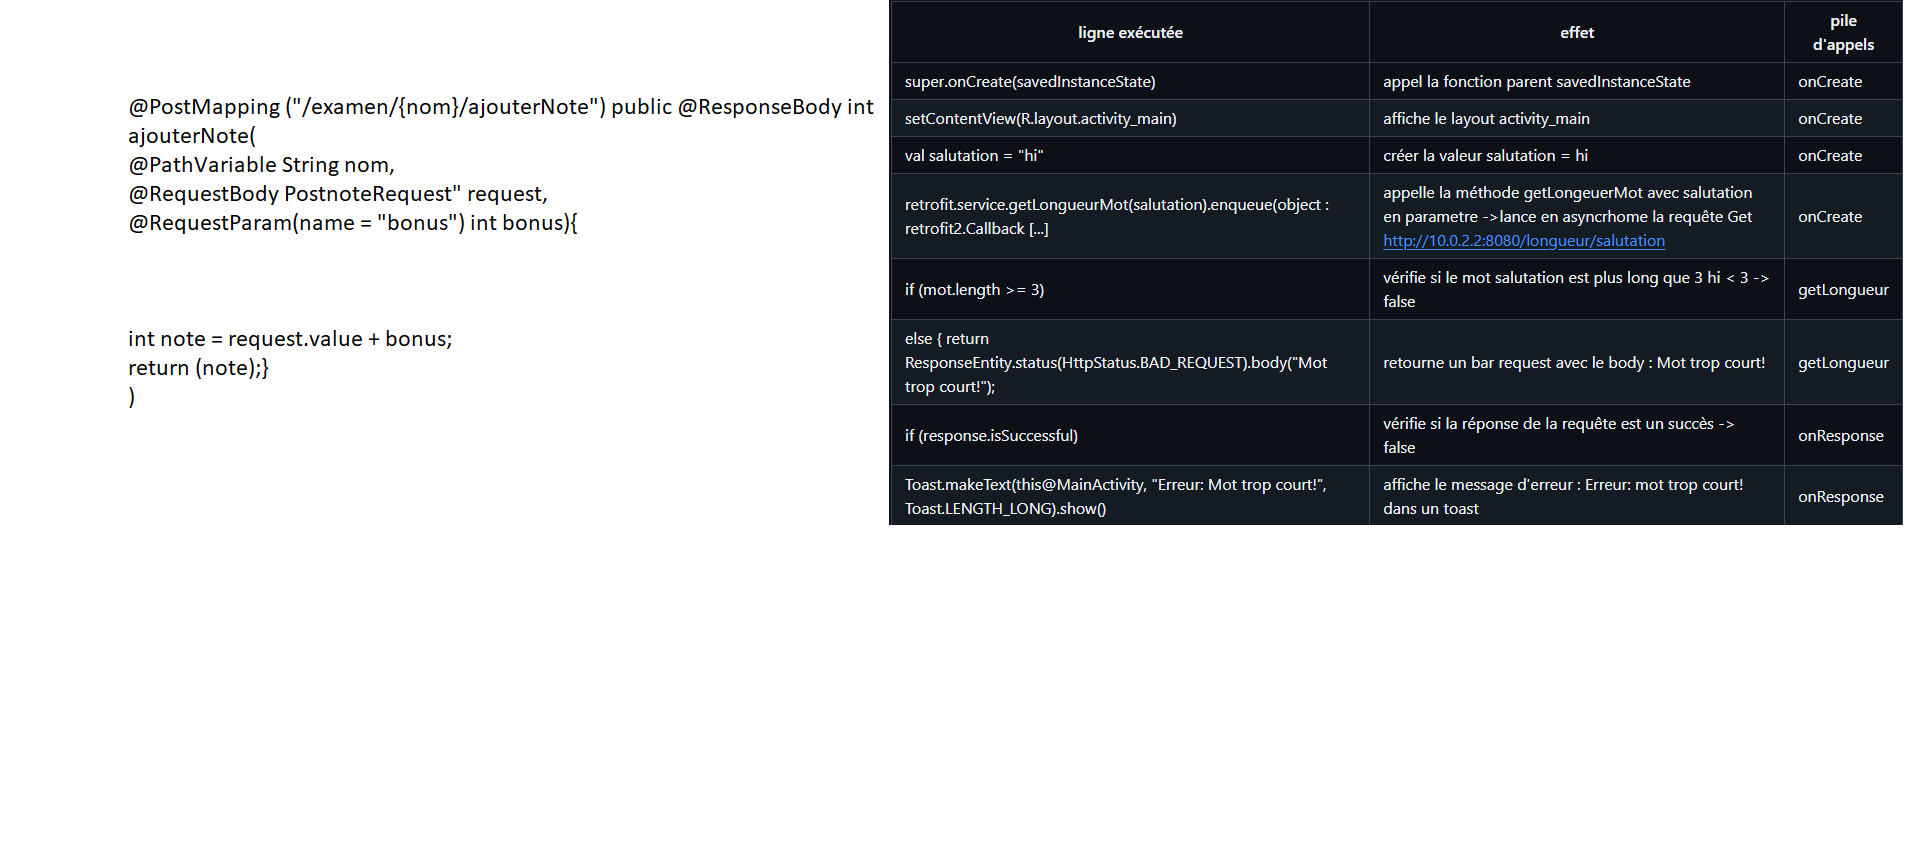 @PostMapping ("/examen/{nom}/ajouterNote") public @ResponseBody int
ajouterNote(
@PathVariable String nom,
@RequestBody PostnoteRequest" request,
@RequestParam(name = "bonus") int bonus){
int note = request.value + bonus;
return (note);}
)
ligne exécutée
effet
pile
d'appels
super.onCreate(savedInstanceState)
appel la fonction parent savedInstanceState
onCreate
setContentView(R.layout.activity_main)
affiche le layout activity_main
onCreate
val salutation = "hi"
créer la valeur salutation = hi
onCreate
retrofit.service.getLongueurMot(salutation).enqueue(object :
retrofit2.Callback [...]
appelle la méthode getLongeuerMot avec salutation
en parametre ->lance en asyncrhome la requête Get
http://10.0.2.2:8080/longueur/salutation
onCreate
if (mot.length >= 3)
vérifie si le mot salutation est plus long que 3 hi < 3 ->
false
getLongueur
else { return
ResponseEntity.status(HttpStatus.BAD_REQUEST).body("Mot
trop court!");
retourne un bar request avec le body : Mot trop court!
getLongueur
if (response.isSuccessful)
vérifie si la réponse de la requête est un succès ->
false
onResponse
Toast.makeText(this@MainActivity, "Erreur: Mot trop court!",
Toast.LENGTH_LONG).show()
affiche le message d'erreur : Erreur: mot trop court!
dans un toast
onResponse